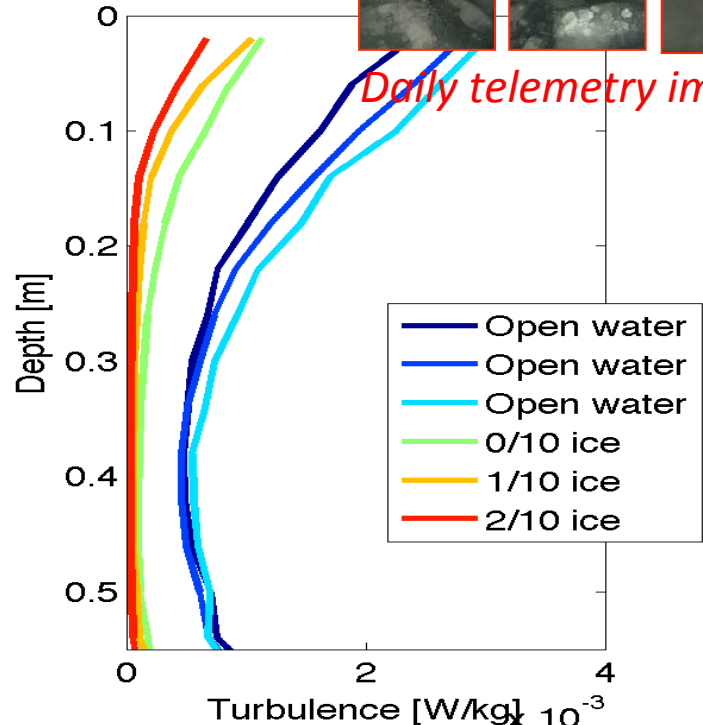 Daily telemetry im
0
0.1
0.2
0.3
0.4
0.5
Depth [m]
Open water
Open water
Open water
0/10 ice
1/10 ice
2/10 ice
0
2
4
Turbulence [W/kg]
x 10⁻³